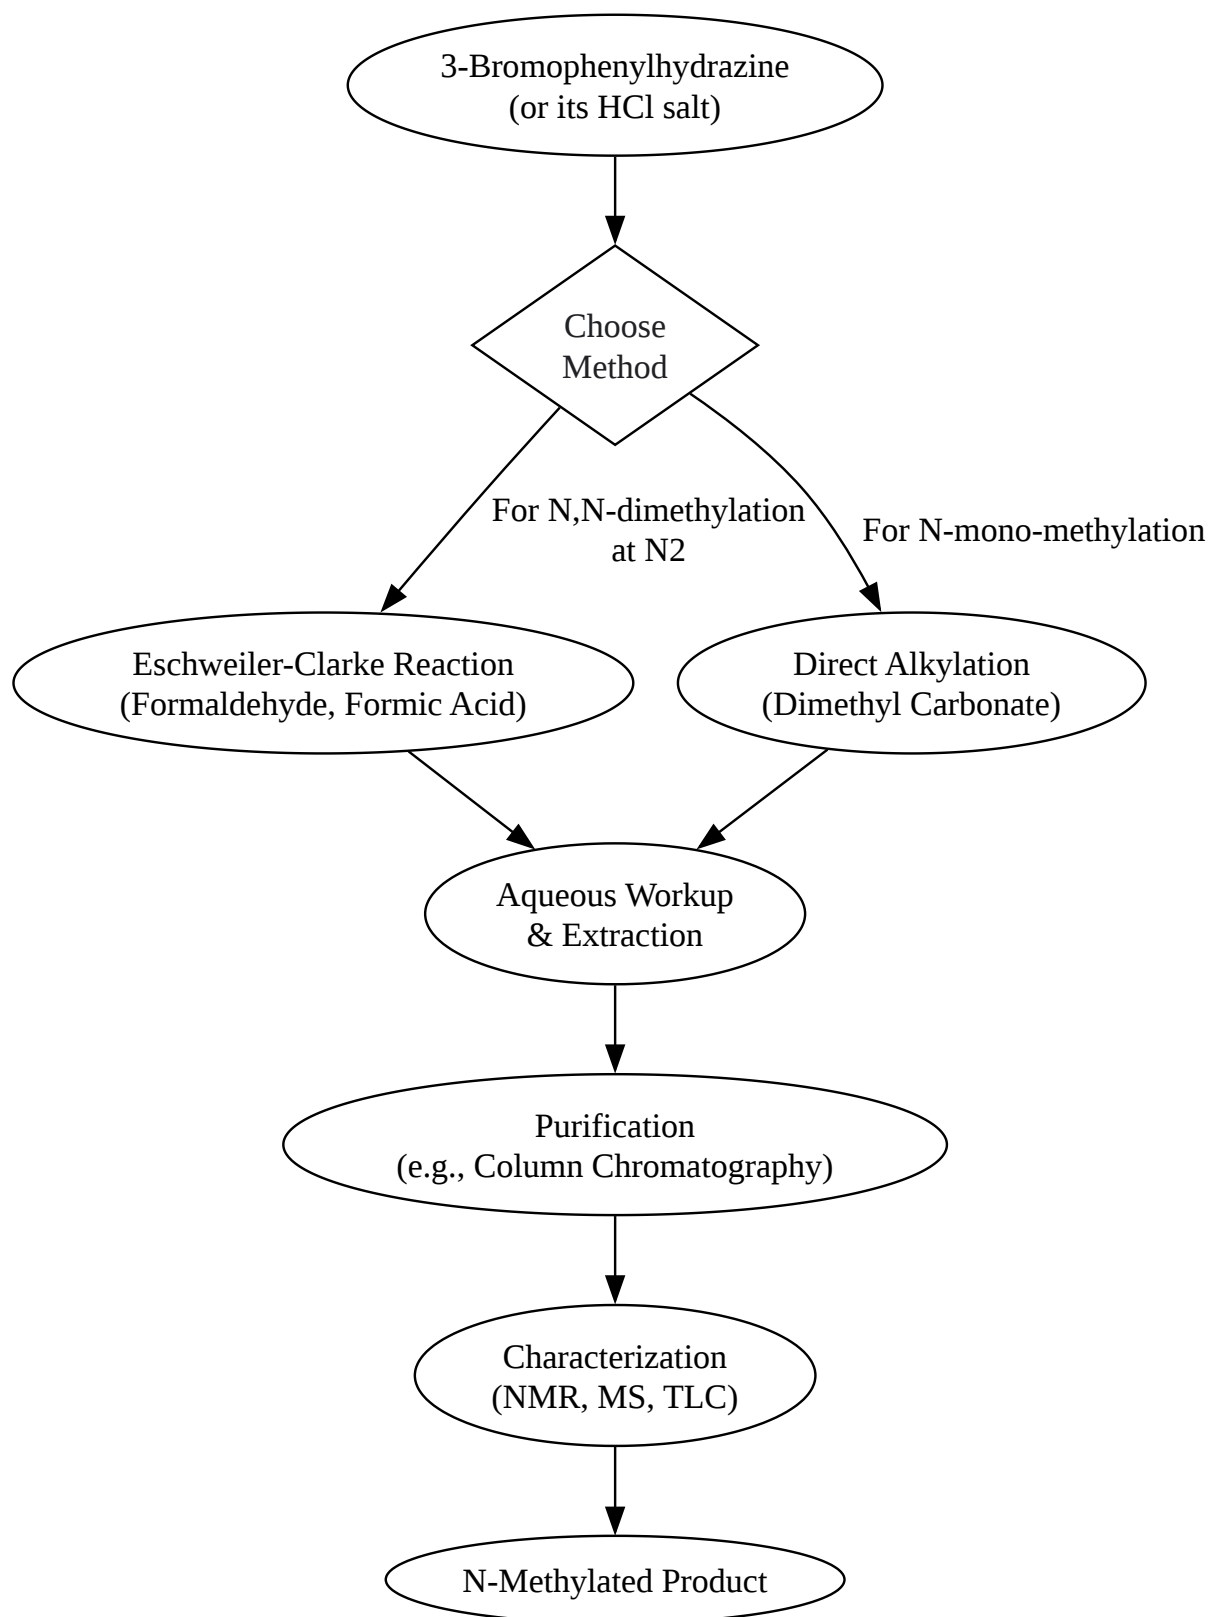 3-Bromophenylhydrazine
(or its HCl salt)
Choose
Method
For N,N-dimethylation
at N2
For N-mono-methylation
Eschweiler-Clarke Reaction
(Formaldehyde, Formic Acid)
Direct Alkylation
(Dimethyl Carbonate)
Aqueous Workup
& Extraction
Purification
(e.g., Column Chromatography)
Characterization
(NMR, MS, TLC)
N-Methylated Product